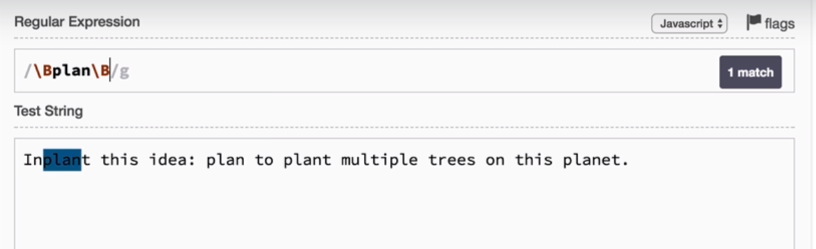 Regular Expression Javascript flags
/\Bplan\B/g 1 match
Test String
Inplant this idea: plan to plant multiple trees on this planet.